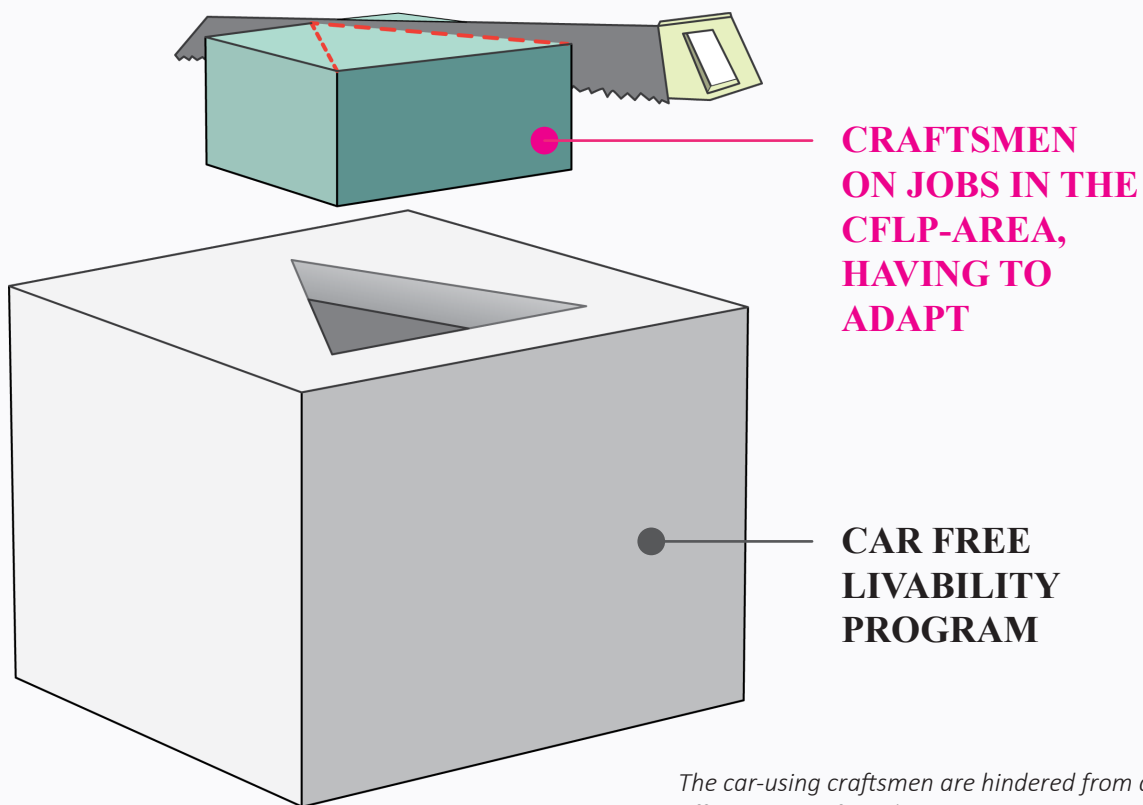 CRAFTSMEN
ON JOBS IN THE
CFLP-AREA,
HAVING TO
ADAPT
CAR FREE
LIVABILITY
PROGRAM
The car-using craftsmen are hindered from